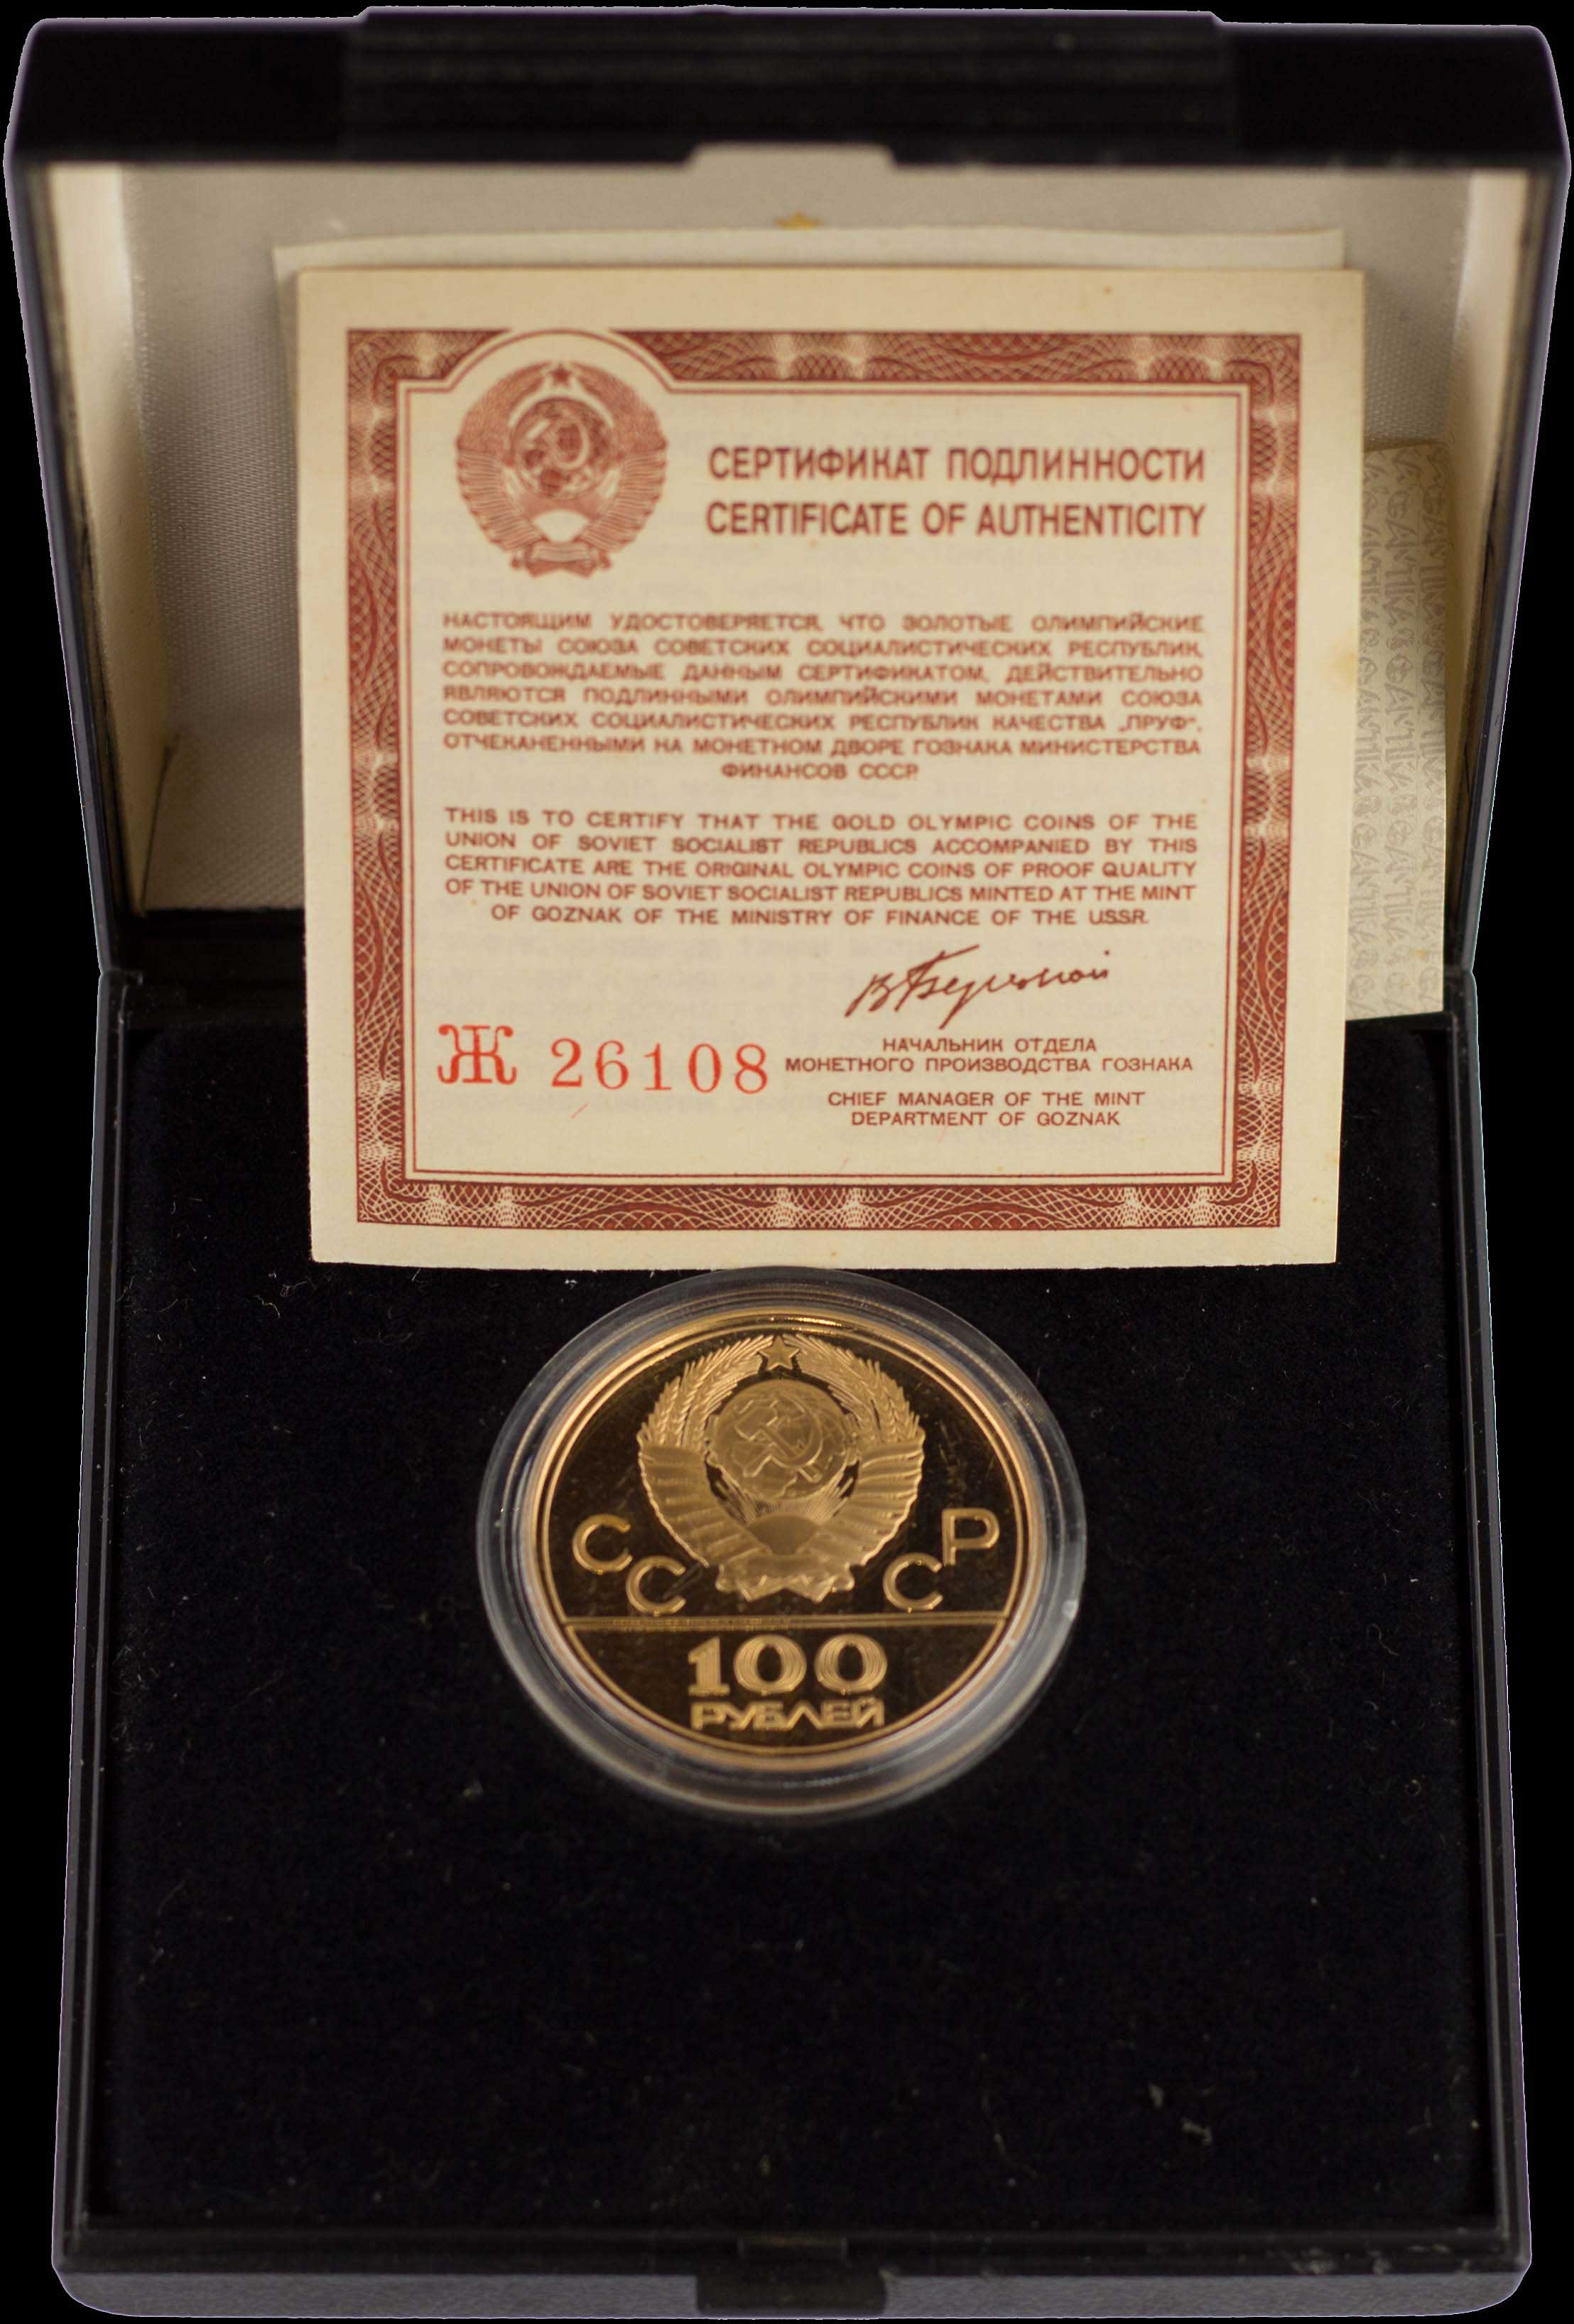 СЕРТИФИКАТ ПОДЛИННОСТИ
CERTIFICATE OF AUTHENTICITY
НАСТОЯЩИМ УДОСТОВЕРЯЕТСЯ, ЧТО ЗОЛОТЫЕ ОЛИМПИЙСКИЕ
МОНЕТЫ СОЮЗА СОВЕТСКИХ СОЦИАЛИСТИЧЕСКИХ РЕСПУБЛИК,
СОПРОВОЖДАЕМЫЕ ДАННЫМ СЕРТИФИКАТОМ, ДЕЙСТВИТЕЛЬНО
ЯВЛЯЮТСЯ ПОДЛИННЫМИ ОЛИМПИЙСКИМИ МОНЕТАМИ СОЮЗА
СОВЕТСКИХ СОЦИАЛИСТИЧЕСКИХ РЕСПУБЛИК КАЧЕСТВА „ПРУФ“,
ОТЧЕКАНЕННЫМИ НА МОНЕТНОМ ДВОРЕ ГОЗНАКА МИНИСТЕРСТВА
ФИНАНСОВ СССР.
THIS IS TO CERTIFY THAT THE GOLD OLYMPIC COINS OF THE
UNION OF SOVIET SOCIALIST REPUBLICS ACCOMPANIED BY THIS
CERTIFICATE ARE THE ORIGINAL OLYMPIC COINS OF PROOF QUALITY
OF THE UNION OF SOVIET SOCIALIST REPUBLICS MINTED AT THE MINT
OF GOZNAK OF THE MINISTRY OF FINANCE OF THE U.S.S.R.
Ж 26108
НАЧАЛЬНИК ОТДЕЛА
МОНЕТНОГО ПРОИЗВОДСТВА ГОЗНАКА
CHIEF MANAGER OF THE MINT
DEPARTMENT OF GOZNAK
СССР
100
РУБЛЕЙ